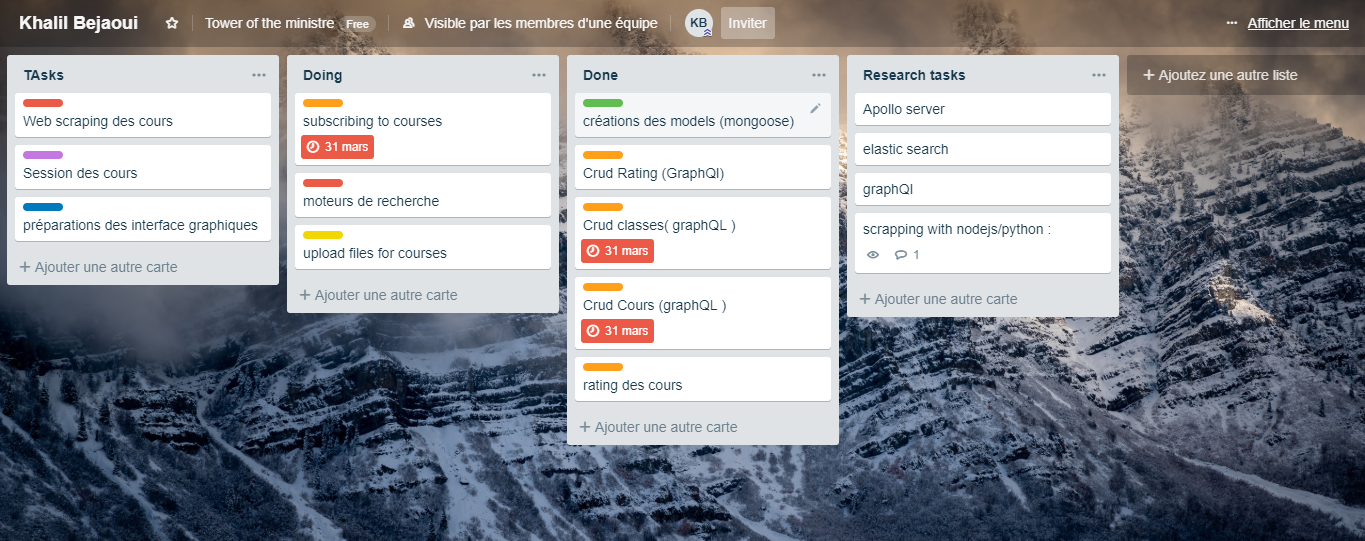 Khalil Bejaoui
Tower of the ministre Free
Visible par les membres d'une équipe
KB
Inviter
Afficher le menu
TAsks
Web scraping des cours
Session des cours
préparations des interface graphiques
+ Ajouter une autre carte
Doing
subscribing to courses
31 mars
moteurs de recherche
upload files for courses
+ Ajouter une autre carte
Done
créations des models (mongoose)
Crud Rating (GraphQl)
Crud classes( graphQL )
31 mars
Crud Cours (graphQL )
31 mars
rating des cours
+ Ajouter une autre carte
Research tasks
Apollo server
elastic search
graphQl
scrapping with nodejs/python :
1
+ Ajouter une autre carte
+ Ajoutez une autre liste